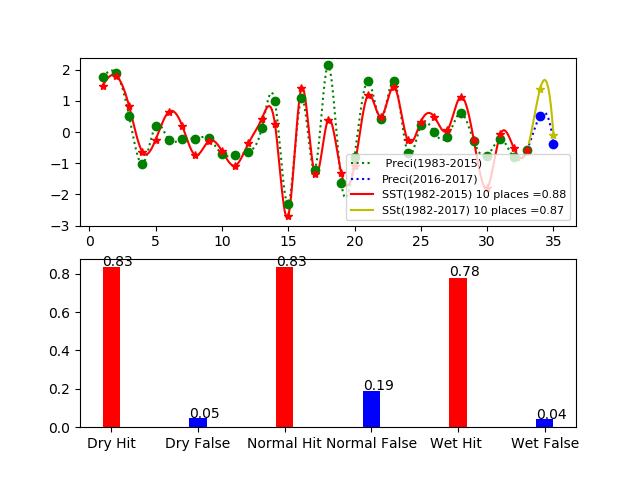 2
1
0
−1
−2
−3
0 5 10 15 20 25 30 35
Preci(1983-2015)
Preci(2016-2017)
SST(1982-2015) 10 places =0.88
SSt(1982-2017) 10 places =0.87
0.8
0.6
0.4
0.2
0.0
0.83 0.05 0.83 0.19 0.78 0.04
Dry Hit Dry False Normal Hit Normal False Wet Hit Wet False